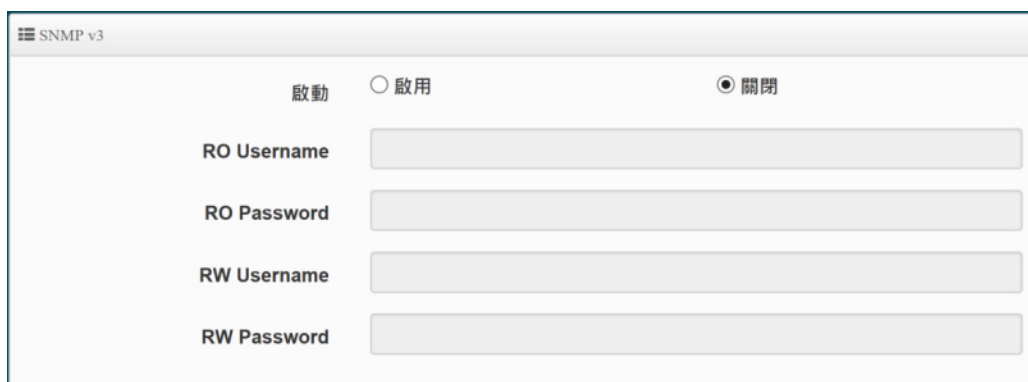 SNMP v3
啟動 啟用 關閉
RO Username
RO Password
RW Username
RW Password